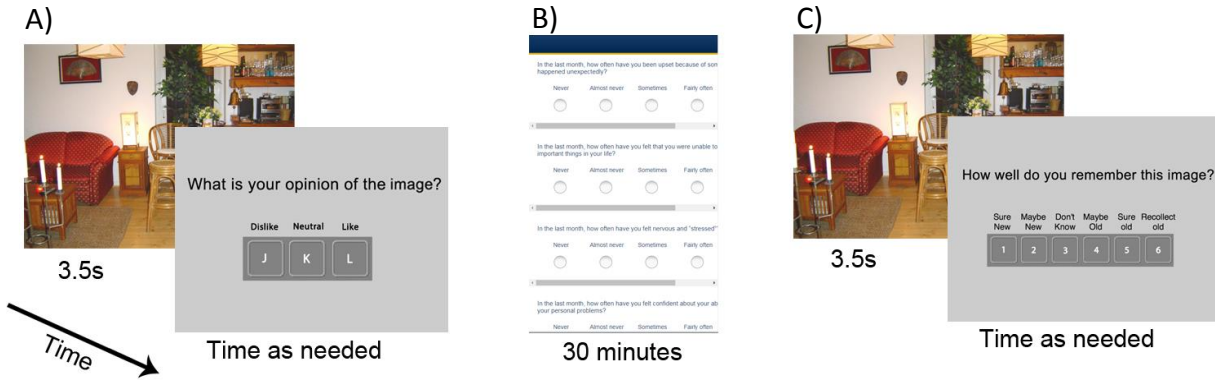 A)
What is your opinion of the image?
Dislike Neutral Like
J K L
3.5s
Time as needed
Time
B)
In the last month, how often have you been upset because of son
happened unexpectedly?
Never Almost never Sometimes Fairly often
In the last month, how often have you felt that you were unable to
important things in your life?
Never Almost never Sometimes Fairly often
In the last month, how often have you felt nervous and "stressed"
Never Almost never Sometimes Fairly often
In the last month, how often have you felt confident about your ab
your personal problems?
Never Almost never Sometimes Fairly often
30 minutes
C)
How well do you remember this image?
Sure Maybe Don't Maybe Sure Recollect
New New Know Old old old
1 2 3 4 5 6
3.5s
Time as needed